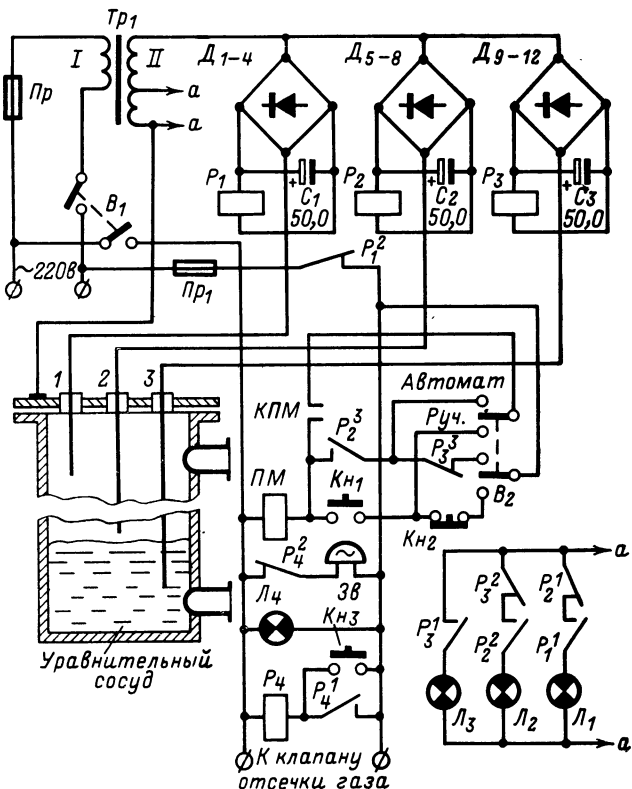 Тр₁
I II
Д₁₋₄ Д₅₋₈ Д₉₋₁₂
Пр
а
а
Р₁ Р₂ Р₃
+ С₁ 50,0
+ С₂ 50,0
+ С₃ 50,0
В₁
~220в
Пр₁
Р₁²
1 2 3
Автомат
КПМ
Руч.
Р₂³
Р₃³
ПМ
Кн₁
В₂
Кн₂
а
Р₄²
Зв
Л₄
Р₃² Р₂¹
Р₃¹ Р₂² Р₁¹
Кн₃
Уравнительный
сосуд
Р₄
Р₄¹
Л₃ Л₂ Л₁
а
К клапану
отсечки газа